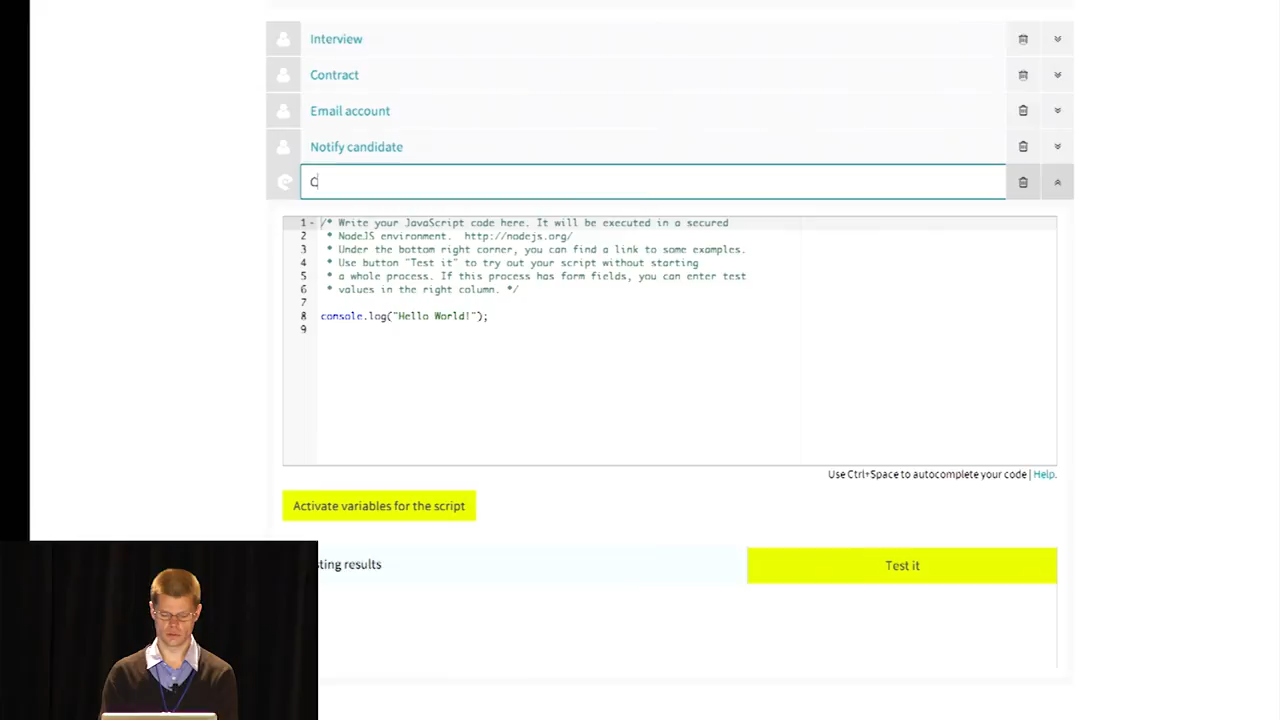 Interview
Contract
Email account
Notify candidate
C
1 /* Write your JavaScript code here. It will be executed in a secured
2 * NodeJS environment. http://nodejs.org/
3 * Under the bottom right corner, you can find a link to some examples.
4 * Use button "Test it" to try out your script without starting
5 * a whole process. If this process has form fields, you can enter test
6 * values in the right column. */
7
8 console.log("Hello World!");
9
Use Ctrl+Space to autocomplete your code | Help.
Activate variables for the script
sting results
Test it